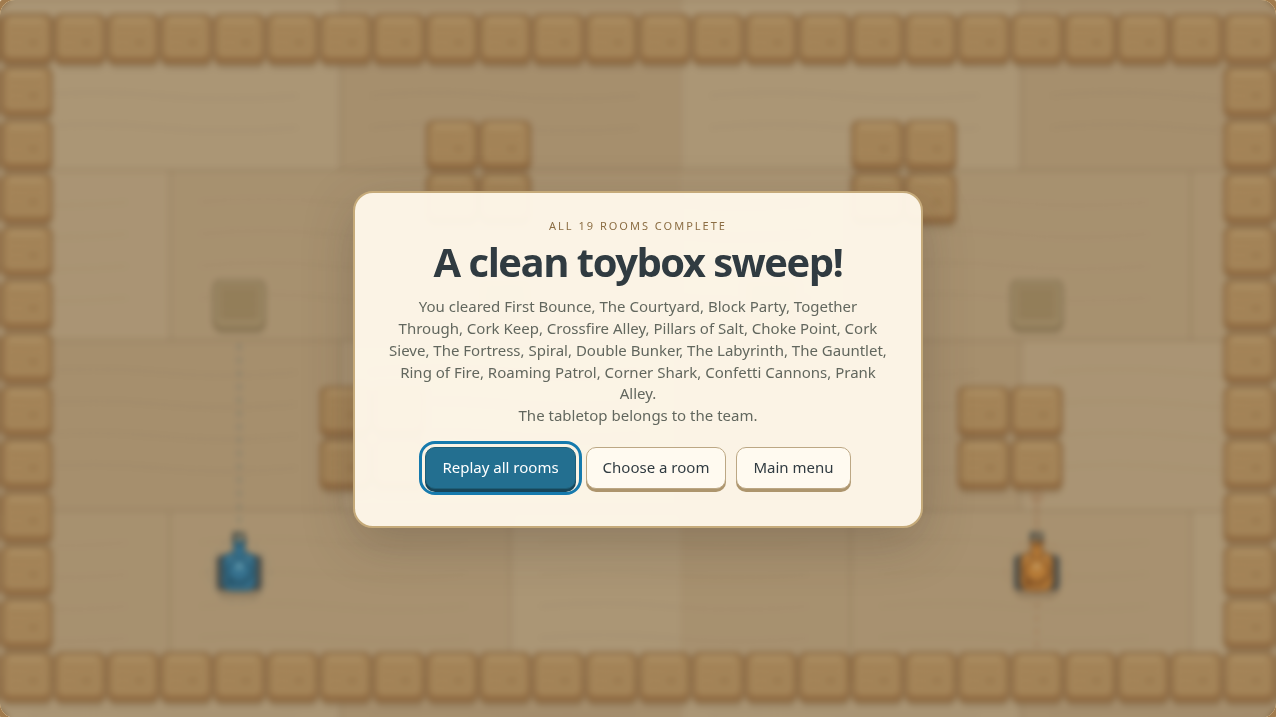 ALL 19 ROOMS COMPLETE
A clean toybox sweep!
You cleared First Bounce, The Courtyard, Block Party, Together
Through, Cork Keep, Crossfire Alley, Pillars of Salt, Choke Point, Cork
Sieve, The Fortress, Spiral, Double Bunker, The Labyrinth, The Gauntlet,
Ring of Fire, Roaming Patrol, Corner Shark, Confetti Cannons, Prank
Alley.
The tabletop belongs to the team.
Replay all rooms
Choose a room
Main menu